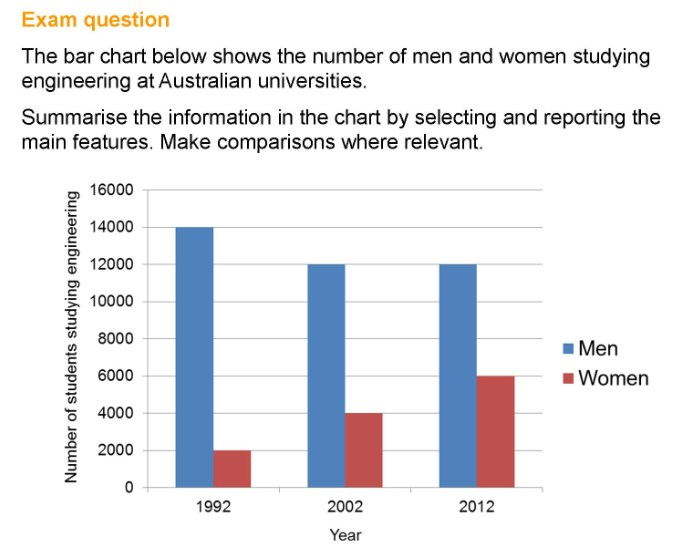 Exam question
The bar chart below shows the number of men and women studying
engineering at Australian universities.
Summarise the information in the chart by selecting and reporting the
main features. Make comparisons where relevant.
Number of students studying engineering
16000
14000
12000
10000
8000
6000
4000
2000
0
1992
2002
2012
Year
Men
Women